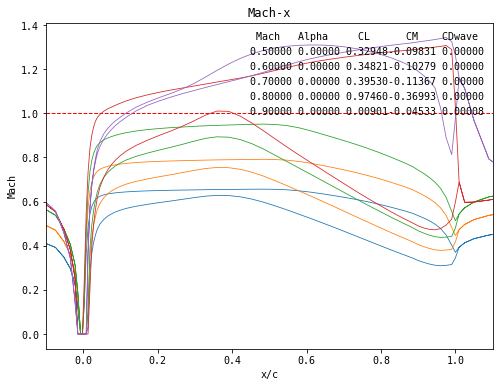 Mach-x
Mach Alpha CL CM CDwave
0.50000 0.00000 0.32948-0.09831 0.00000
0.60000 0.00000 0.34821-0.10279 0.00000
0.70000 0.00000 0.39530-0.11367 0.00000
0.80000 0.00000 0.97460-0.36993 0.00000
0.99000 0.00000 0.00901-0.04533 0.00008
1.4
1.2
1.0
0.8
0.6
0.4
0.2
0.0
Mach
0.0 0.2 0.4 0.6 0.8 1.0
x/c